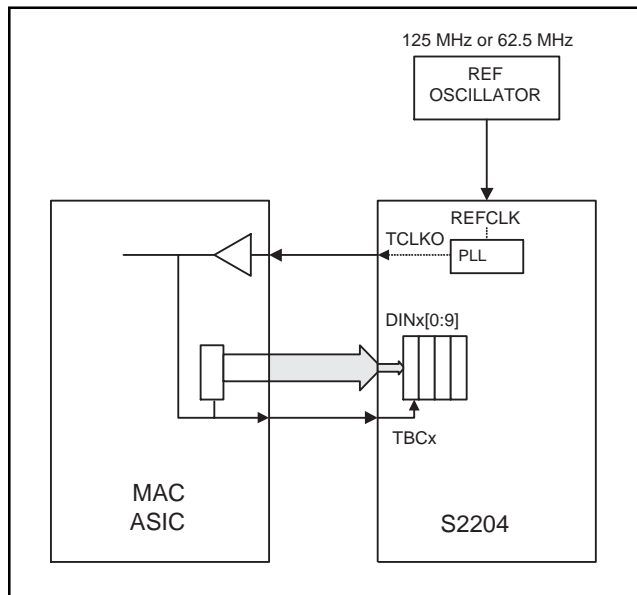 125 MHz or 62.5 MHz
REF
OSCILLATOR
REFCLK
TCLKO
PLL
DINx[0:9]
TBCx
MAC
ASIC
S2204